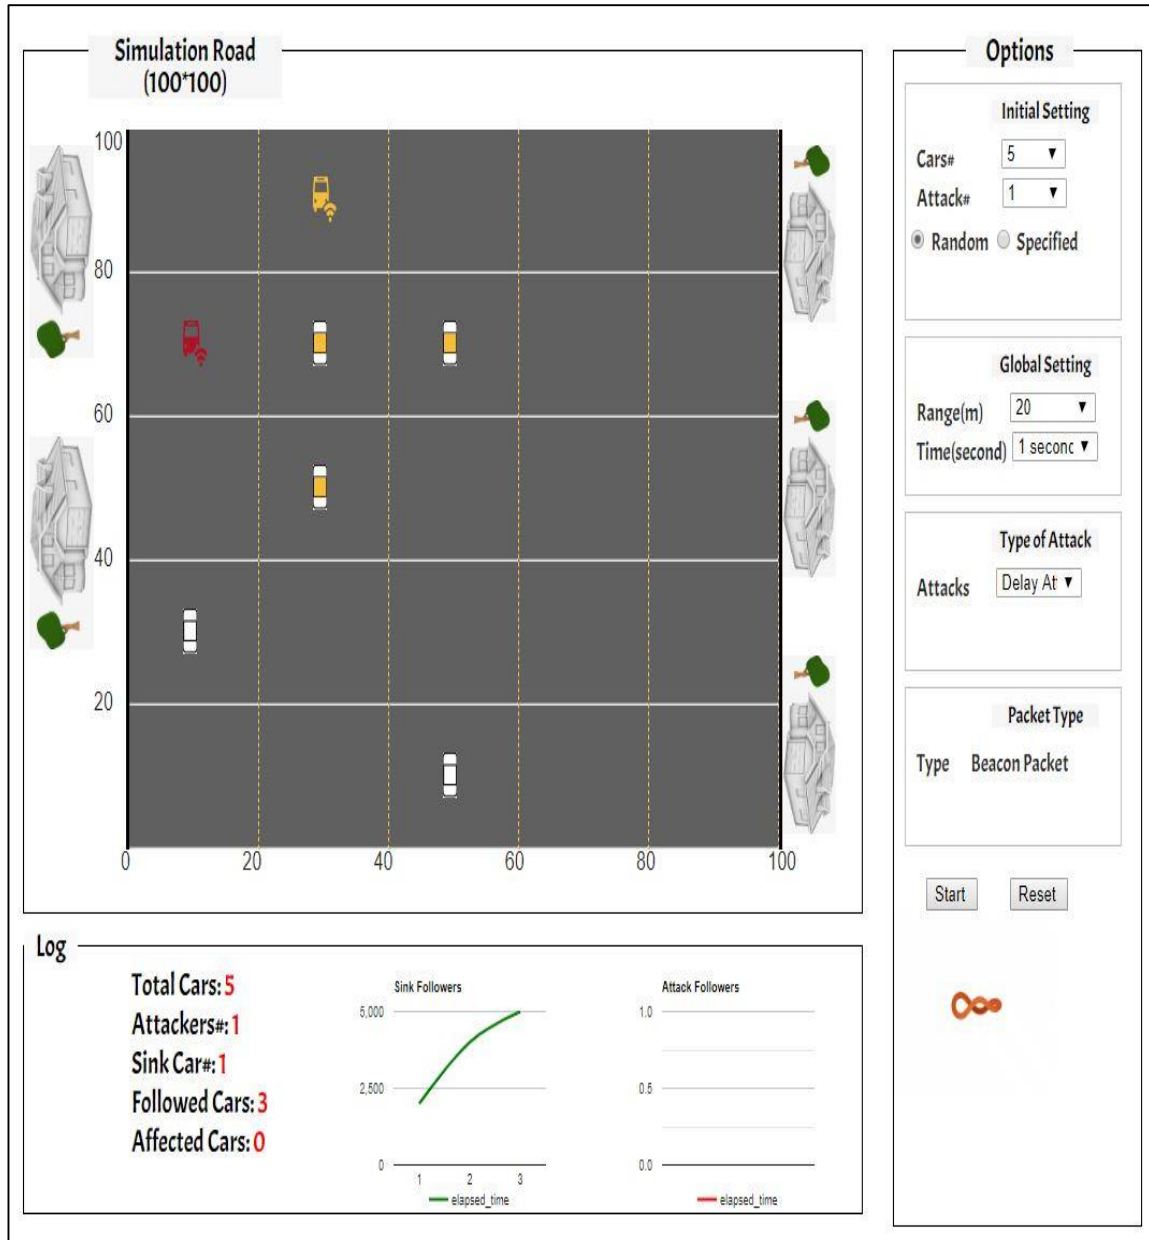 Simulation Road
(100*100)
100
80
60
40
20
0
20
40
60
80
100
Options
Initial Setting
Cars#
5
Attack#
1
Random
Specified
Global Setting
Range(m)
20
Time(second)
1 second
Type of Attack
Attacks
Delay At
Packet Type
Type
Beacon Packet
Start
Reset
Log
Total Cars: 5
Attackers#: 1
Sink Car#: 1
Followed Cars: 3
Affected Cars: 0
Sink Followers
5,000
2,500
0
1
2
3
elapsed_time
Attack Followers
1.0
0.5
0.0
elapsed_time